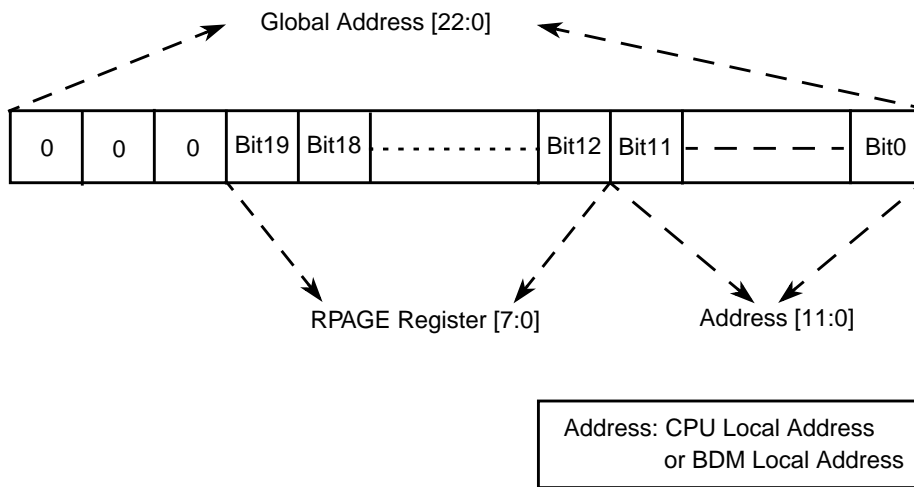 Global Address [22:0]
0 0 0 Bit19 Bit18 Bit12 Bit11 Bit0
RPAGE Register [7:0] Address [11:0]
Address: CPU Local Address
or BDM Local Address